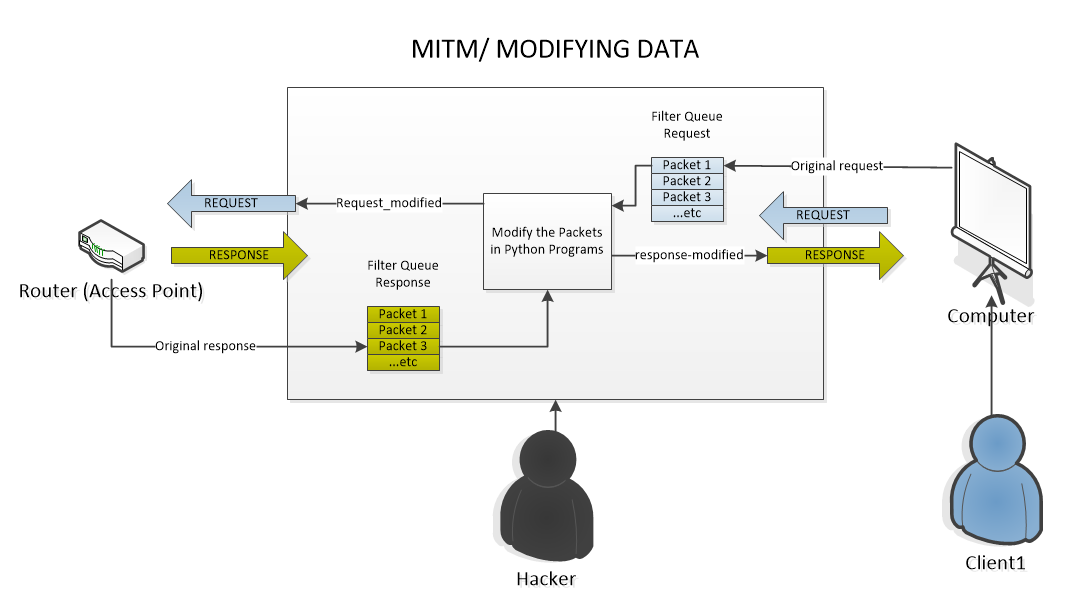 MITM/ MODIFYING DATA
Filter Queue
Request
Packet 1
Packet 2
Packet 3
...etc
Original request
REQUEST
Request_modified
REQUEST
Modify the Packets
in Python Programs
RESPONSE
response-modified
RESPONSE
Filter Queue
Response
Router (Access Point)
Packet 1
Packet 2
Packet 3
...etc
Original response
Computer
Hacker
Client1